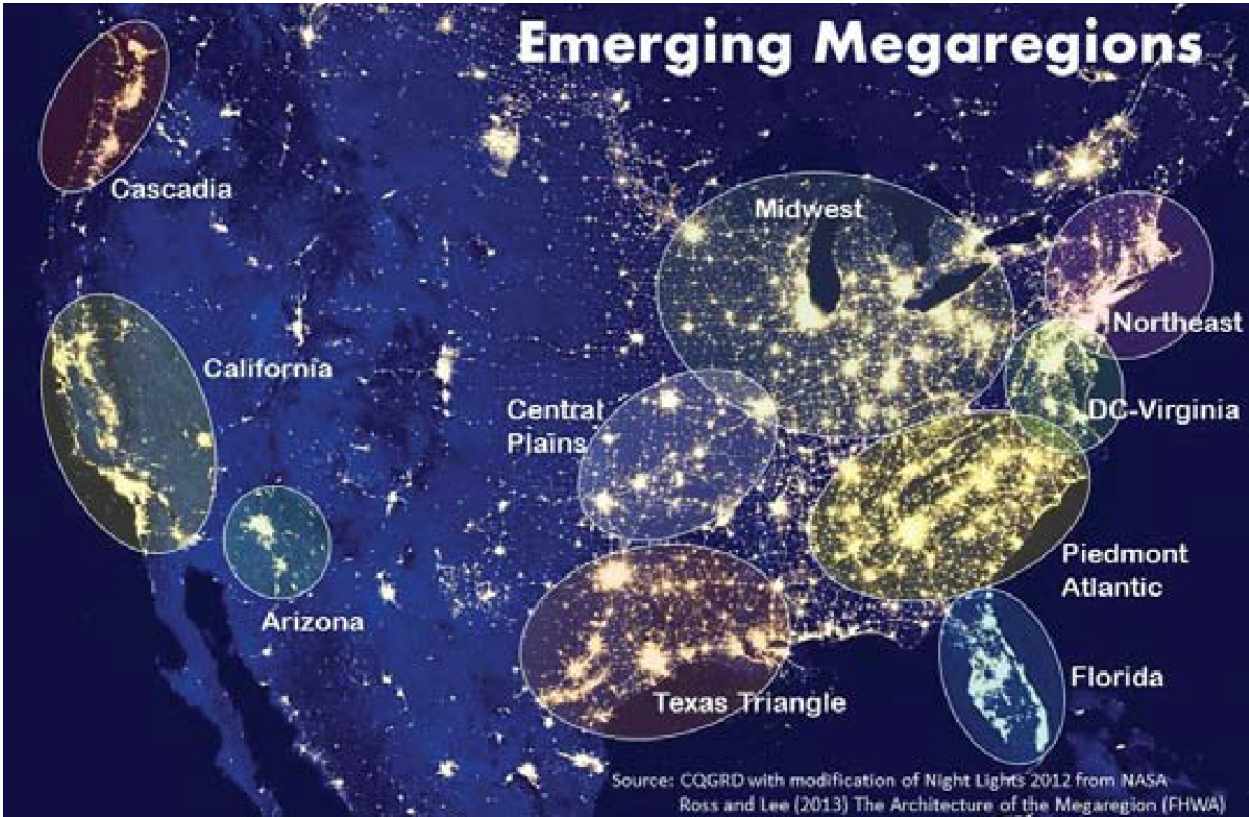 Emerging Megaregions
Cascadia
Midwest
Northeast
California
Central
Plains
DC-Virginia
Piedmont
Atlantic
Arizona
Florida
Texas Triangle
Source: CQGRD with modification of Night Lights 2012 from NASA
Ross and Lee (2013) The Architecture of the Megaregion (FHWA)